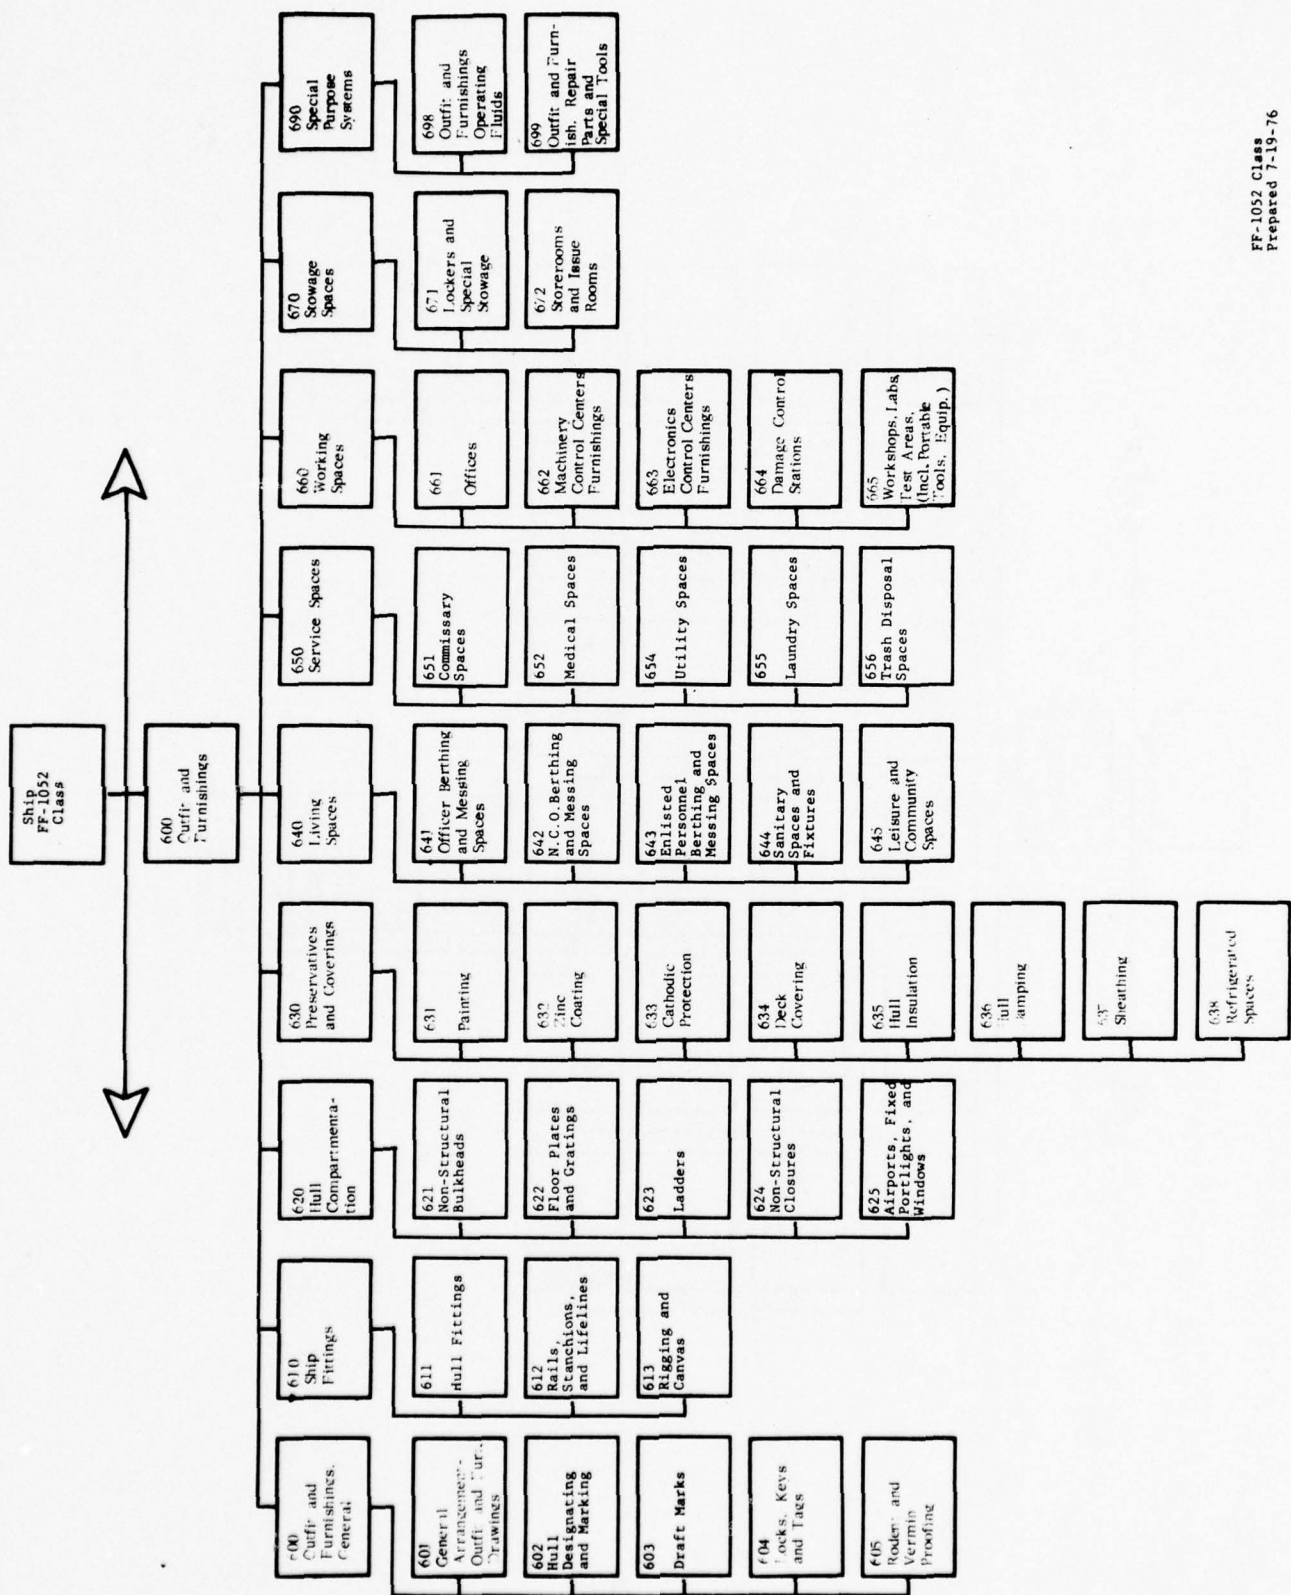 Ship
FF-1052
Class
600
Outfit and
Furnishings
600
Outfit and
Furnishings,
General
601
General
Arrangement-
Outfit and Furn.
Drawings
602
Hull
Designating
and Marking
603
Draft Marks
604
Locks, Keys
and Tags
605
Rodent and
Vermin
Proofing
610
Ship
Fittings
611
Hull Fittings
612
Rails,
Stanchions,
and Lifelines
613
Rigging and
Canvas
620
Hull
Compartmenta-
tion
621
Non-Structural
Bulkheads
622
Floor Plates
and Gratings
623
Ladders
624
Non-Structural
Closures
625
Airports, Fixed
Portlights, and
Windows
630
Preservatives
and Coverings
631
Painting
632
Zinc
Coating
633
Cathodic
Protection
634
Deck
Covering
635
Hull
Insulation
636
Hull
Damping
637
Sheathing
638
Refrigerated
Spaces
640
Living
Spaces
641
Officer Berthing
and Messing
Spaces
642
N.C.O. Berthing
and Messing
Spaces
643
Enlisted
Personnel
Berthing and
Messing Spaces
644
Sanitary
Spaces and
Fixtures
645
Leisure and
Community
Spaces
650
Service Spaces
651
Commissary
Spaces
652
Medical Spaces
654
Utility Spaces
655
Laundry Spaces
656
Trash Disposal
Spaces
660
Working
Spaces
661
Offices
662
Machinery
Control Centers
Furnishings
663
Electronics
Control Centers
Furnishings
664
Damage Control
Stations
665
Workshops, Labs,
Test Areas,
(Incl. Portable
Tools, Equip.)
670
Stowage
Spaces
671
Lockers and
Special
Stowage
672
Storerooms
and Issue
Rooms
690
Special
Purpose
Systems
698
Outfit and
Furnishings
Operating
Fluids
699
Outfit and Furn-
ish. Repair
Parts and
Special Tools
FF-1052 Class
Prepared 7-19-76